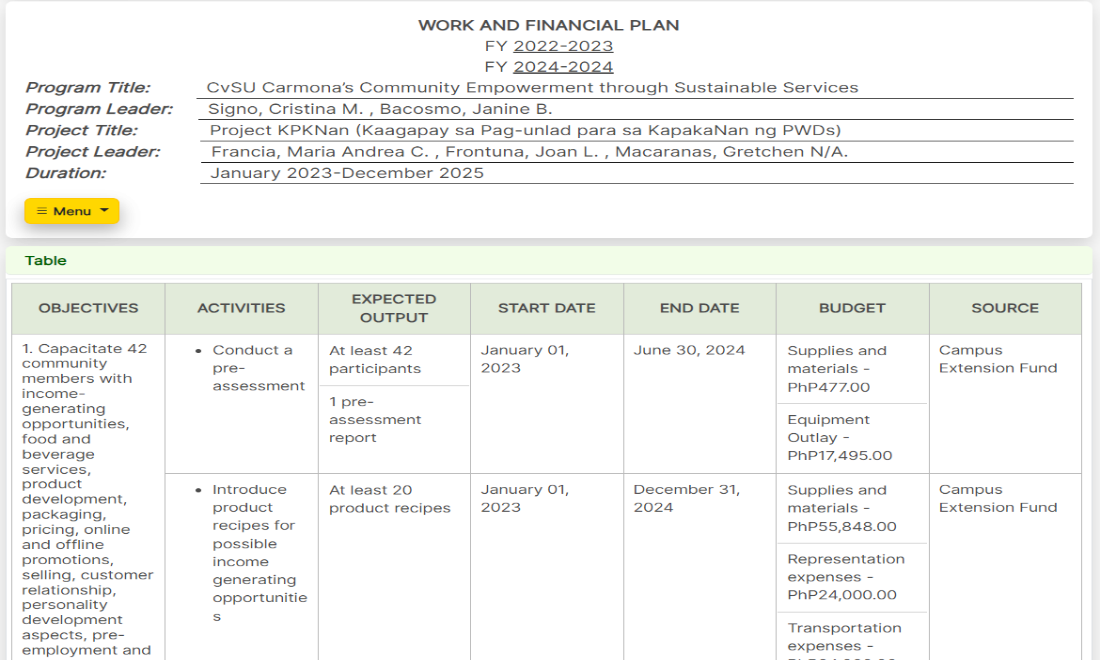 WORK AND FINANCIAL PLAN
FY 2022-2023
FY 2024-2024
Program Title: CvSU Carmona's Community Empowerment through Sustainable Services
Program Leader: Signo, Cristina M. , Bacosmo, Janine B.
Project Title: Project KPKNan (Kaagapay sa Pag-unlad para sa KapakaNan ng PWDs)
Project Leader: Francia, Maria Andrea C. , Frontuna, Joan L. , Macaranas, Gretchen N/A.
Duration: January 2023-December 2025
≡ Menu
Table
OBJECTIVES
ACTIVITIES
EXPECTED
OUTPUT
START DATE
END DATE
BUDGET
SOURCE
1. Capacitate 42
community
members with
income-
generating
opportunities,
food and
beverage
services,
product
development,
packaging,
pricing, online
and offline
promotions,
selling, customer
relationship,
personality
development
aspects, pre-
employment and
• Conduct a
pre-
assessment
At least 42
participants
1 pre-
assessment
report
January 01,
2023
June 30, 2024
Supplies and
materials -
PhP477.00
Equipment
Outlay -
PhP17,495.00
Campus
Extension Fund
• Introduce
product
recipes for
possible
income
generating
opportunitie
s
At least 20
product recipes
January 01,
2023
December 31,
2024
Supplies and
materials -
PhP55,848.00
Representation
expenses -
PhP24,000.00
Transportation
expenses -
Campus
Extension Fund